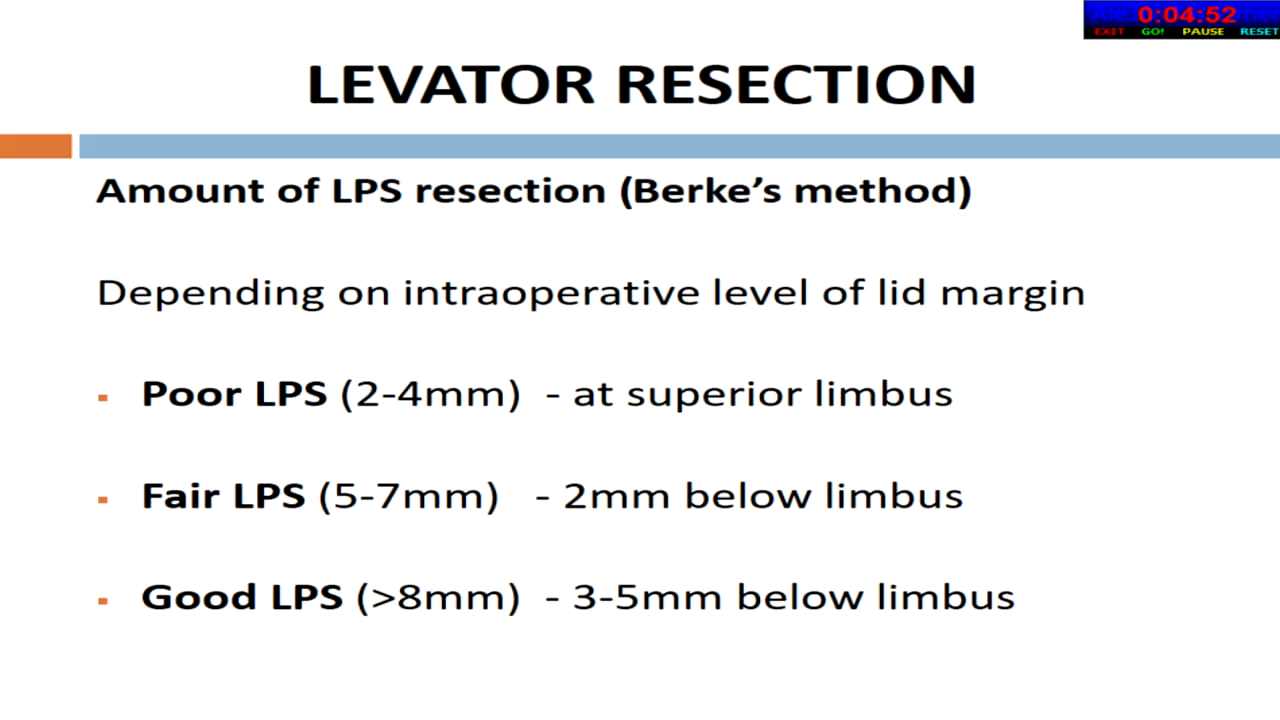 0:04:52
EXIT GO! PAUSE RESET
LEVATOR RESECTION
Amount of LPS resection (Berke’s method)
Depending on intraoperative level of lid margin
▪ Poor LPS (2-4mm) - at superior limbus
▪ Fair LPS (5-7mm) - 2mm below limbus
▪ Good LPS (>8mm) - 3-5mm below limbus